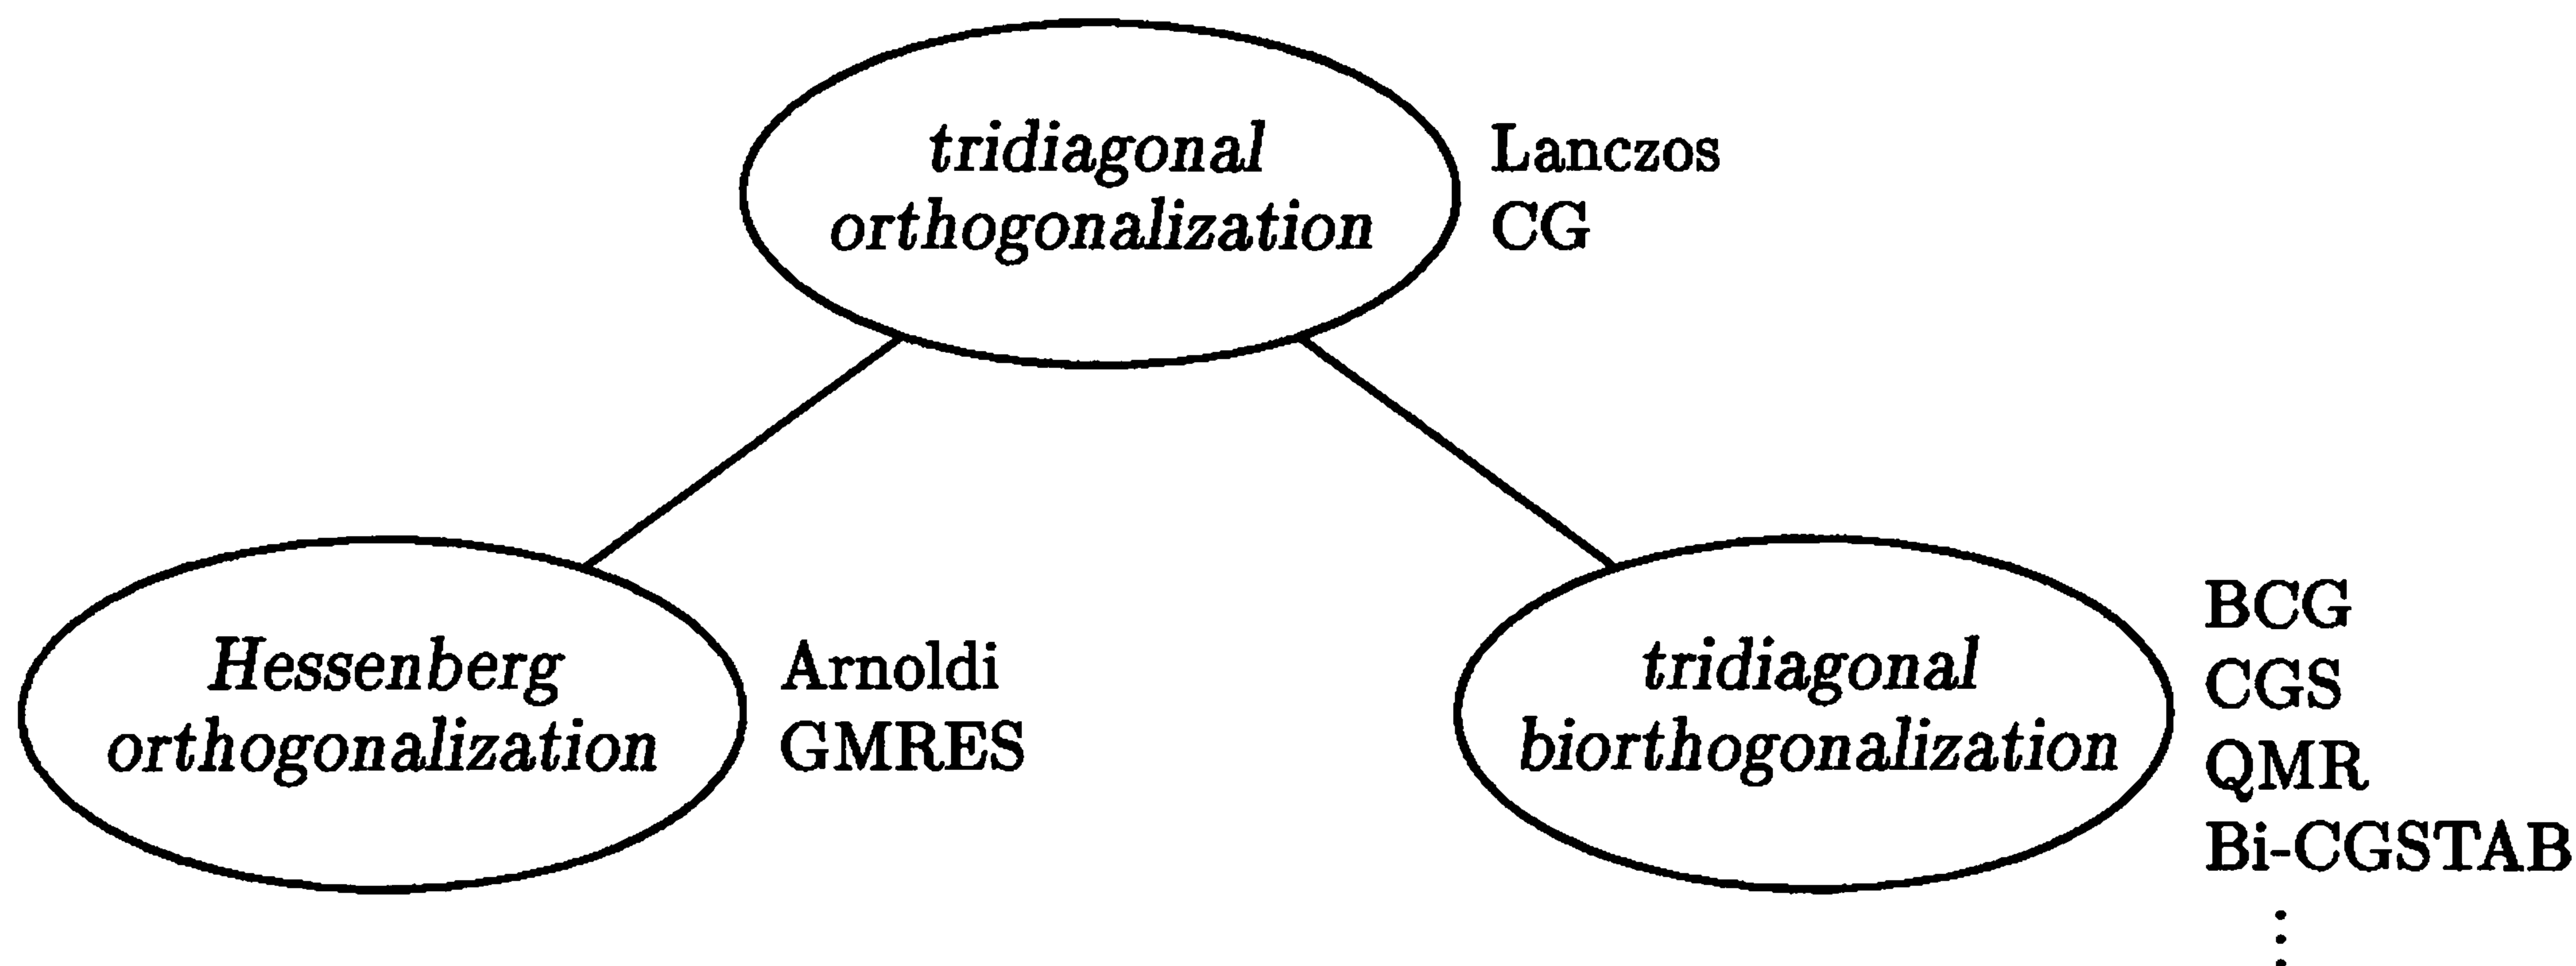 tridiagonal
orthogonalization
Lanczos
CG
Hessenberg
orthogonalization
Arnoldi
GMRES
tridiagonal
biorthogonalization
BCG
CGS
QMR
Bi-CGSTAB
⋮